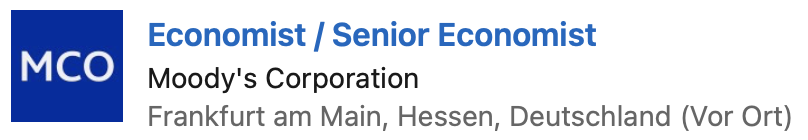 MCO
Economist / Senior Economist
Moody's Corporation
Frankfurt am Main, Hessen, Deutschland (Vor Ort)